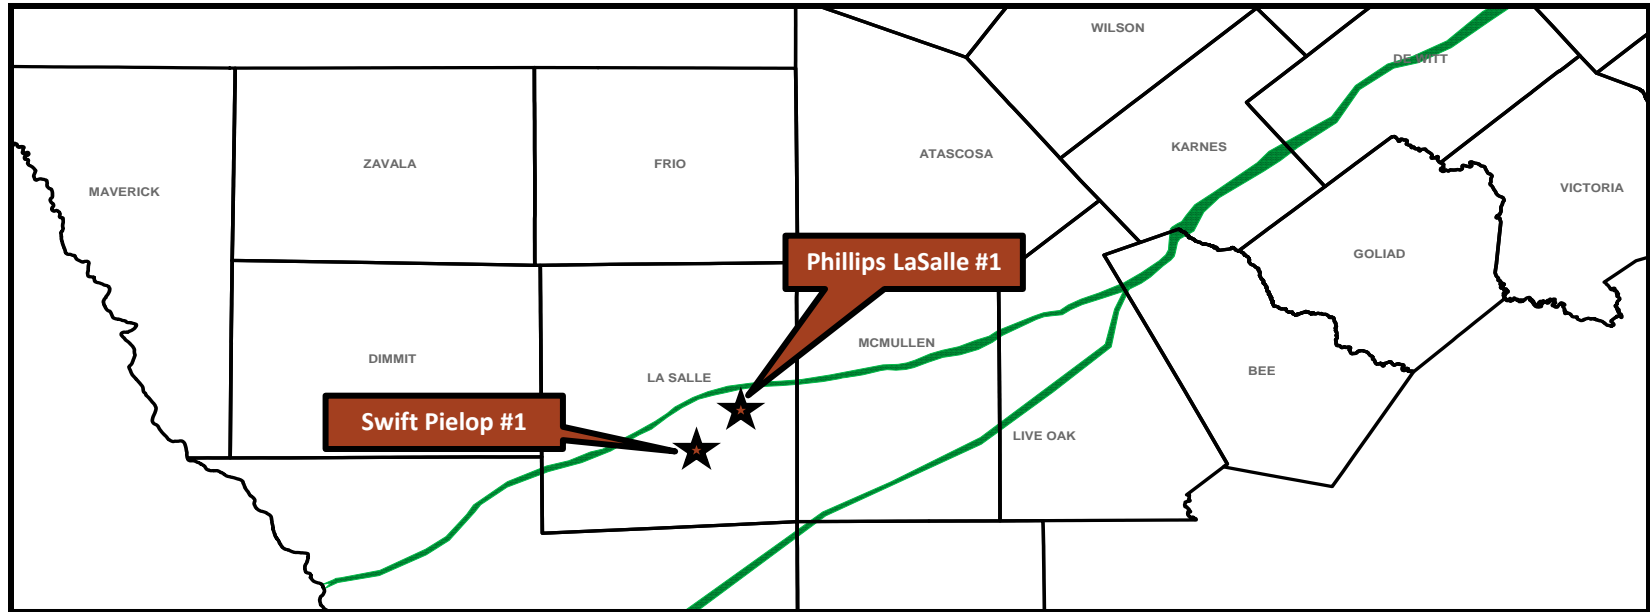 WILSON
DE WITT
KARNES
ATASCOSA
ZAVALA
FRIO
MAVERICK
VICTORIA
GOLIAD
Phillips LaSalle #1
MCMULLEN
DIMMIT
LA SALLE
BEE
Swift Pielop #1
LIVE OAK